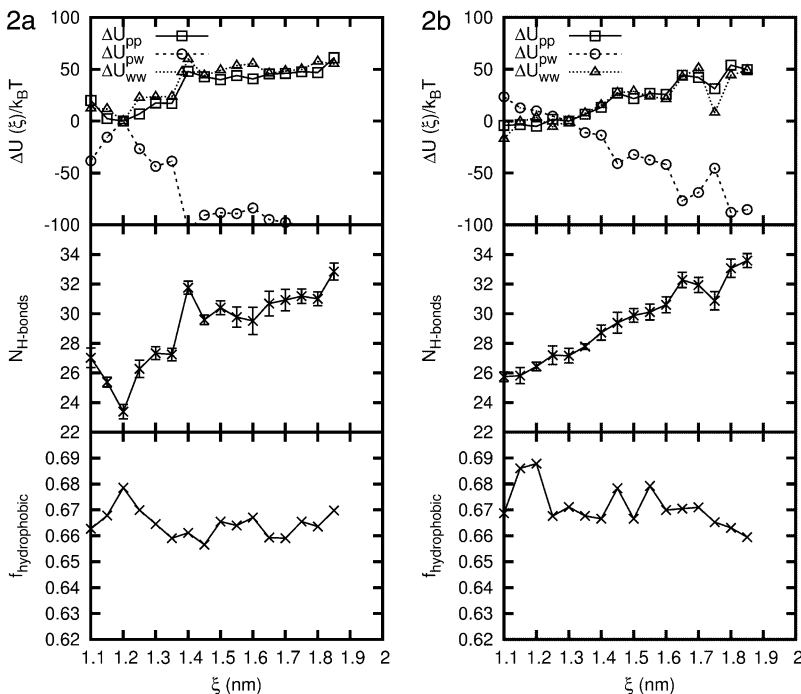 2a
ΔU (ξ)/kBT
100
50
0
-50
-100
ΔUpp
ΔUpw
ΔUww
NH-bonds
34
32
30
28
26
24
22
fhydrophobic
0.69
0.68
0.67
0.66
0.65
0.64
0.63
0.62
1.1 1.2 1.3 1.4 1.5 1.6 1.7 1.8 1.9 2
ξ (nm)
2b
ΔU (ξ)/kBT
100
50
0
-50
-100
ΔUpp
ΔUpw
ΔUww
NH-bonds
34
32
30
28
26
24
22
fhydrophobic
0.69
0.68
0.67
0.66
0.65
0.64
0.63
0.62
1.1 1.2 1.3 1.4 1.5 1.6 1.7 1.8 1.9 2
ξ (nm)